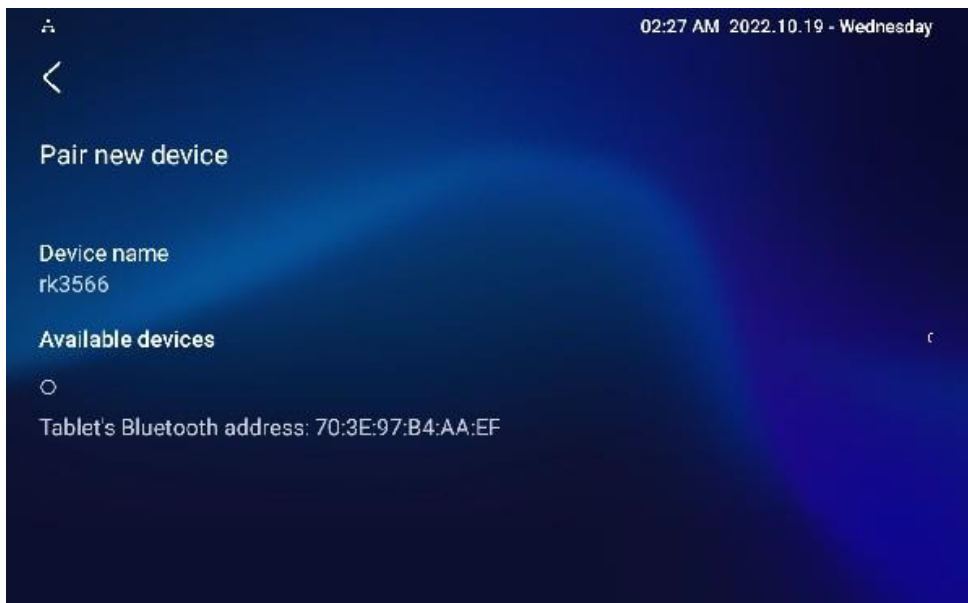 02:27 AM 2022.10.19 - Wednesday
Pair new device
Device name
rk3566
Available devices
Tablet's Bluetooth address: 70:3E:97:B4:AA:EF